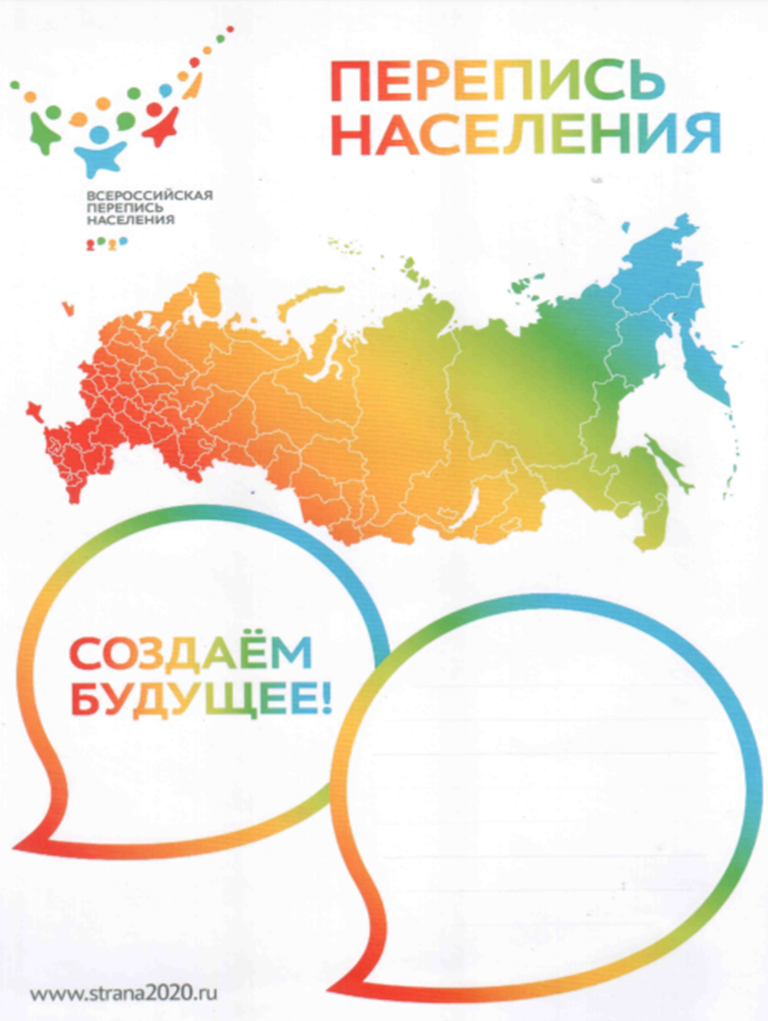 ВСЕРОССИЙСКАЯ
ПЕРЕПИСЬ
НАСЕЛЕНИЯ
2020
ПЕРЕПИСЬ
НАСЕЛЕНИЯ
СОЗДАЁМ
БУДУЩЕЕ!
www.strana2020.ru